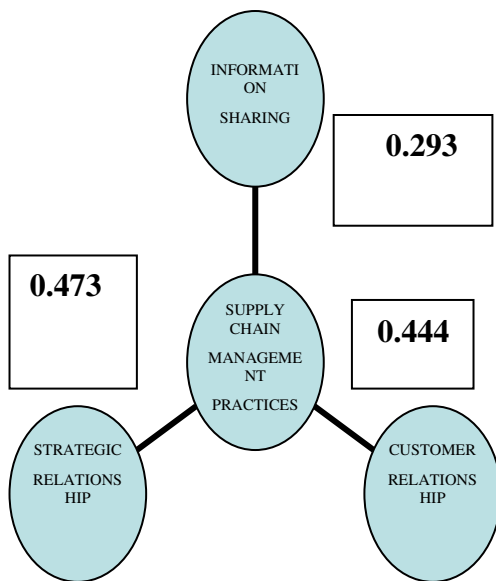 INFORMATI
ON
SHARING
0.293
0.473
SUPPLY
CHAIN
MANAGEME
NT
PRACTICES
0.444
STRATEGIC
RELATIONS
HIP
CUSTOMER
RELATIONS
HIP